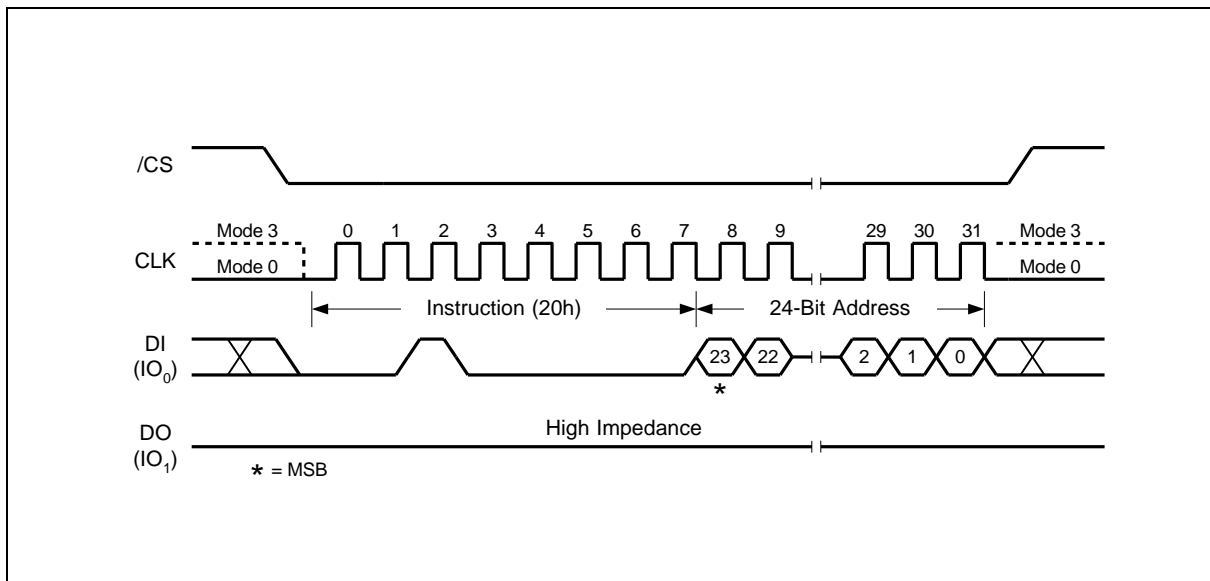 /CS
Mode 3
0 1 2 3 4 5 6 7 8 9 29 30 31
Mode 3
CLK
Mode 0
Mode 0
Instruction (20h)
24-Bit Address
DI
(IO₀)
23 22 2 1 0
*
High Impedance
DO
(IO₁)
* = MSB